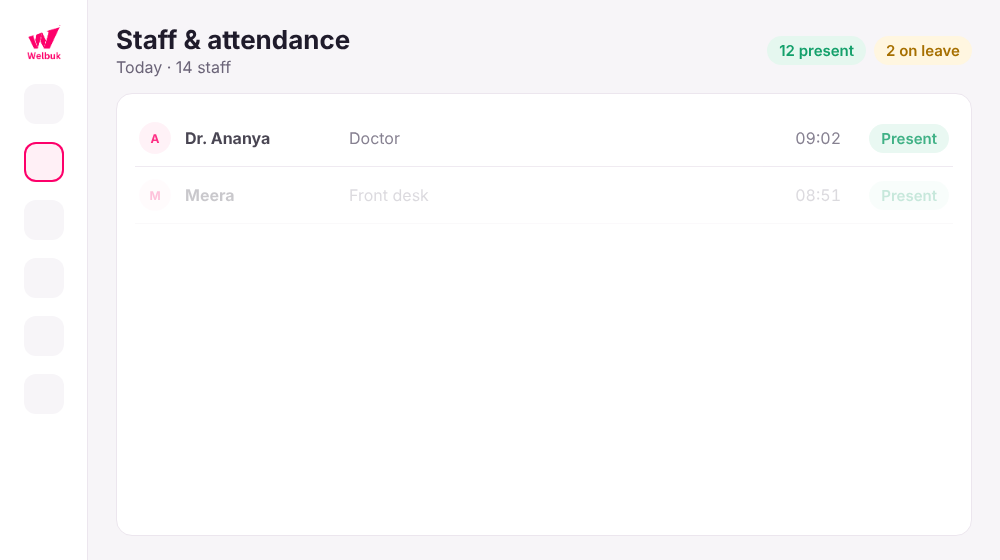 Welbuk
Staff & attendance
Today · 14 staff
12 present
2 on leave
A Dr. Ananya Doctor 09:02 Present
M Meera Front desk 08:51 Present